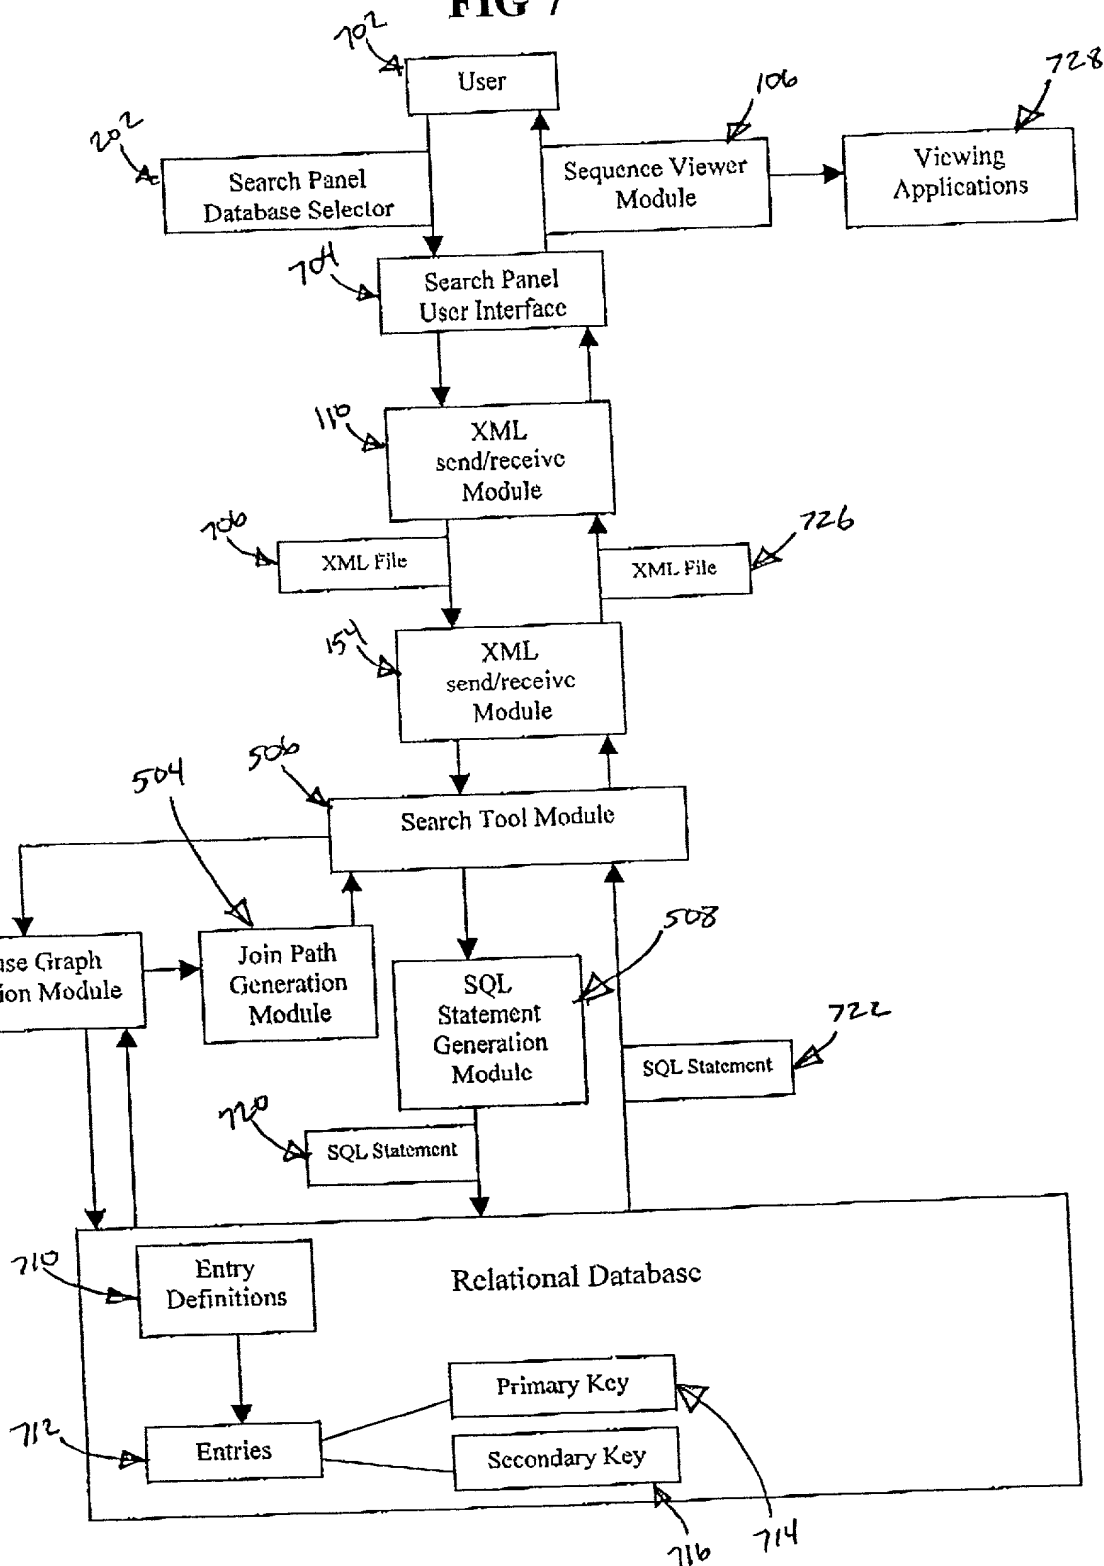 FIG 7
702
User
106
728
202
Search Panel
Database Selector
Sequence Viewer
Module
Viewing
Applications
704
Search Panel
User Interface
110
XML
send/receive
Module
706
XML File
726
XML File
154
XML
send/receive
Module
504
506
Search Tool Module
508
Graph
Module
Join Path
Generation
Module
SQL
Statement
Generation
Module
722
SQL Statement
720
SQL Statement
710
Entry
Definitions
Relational Database
Primary Key
712
Entries
Secondary Key
714
716